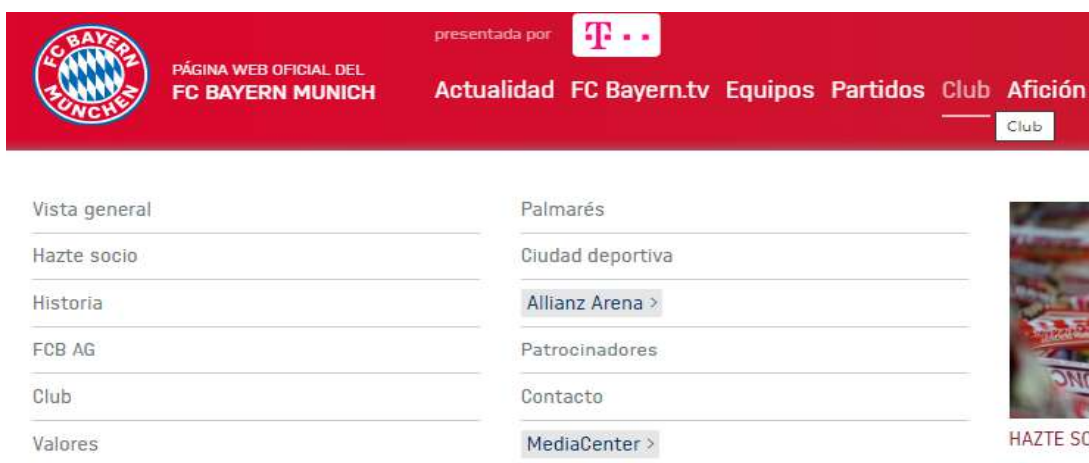 FC BAYERN
MÜNCHEN
PÁGINA WEB OFICIAL DEL
FC BAYERN MUNICH
presentada por
T
Actualidad FC Bayern.tv Equipos Partidos Club Afición
Club
Vista general
Hazte socio
Historia
FCB AG
Club
Valores
Palmarés
Ciudad deportiva
Allianz Arena >
Patrocinadores
Contacto
MediaCenter >
HAZTE